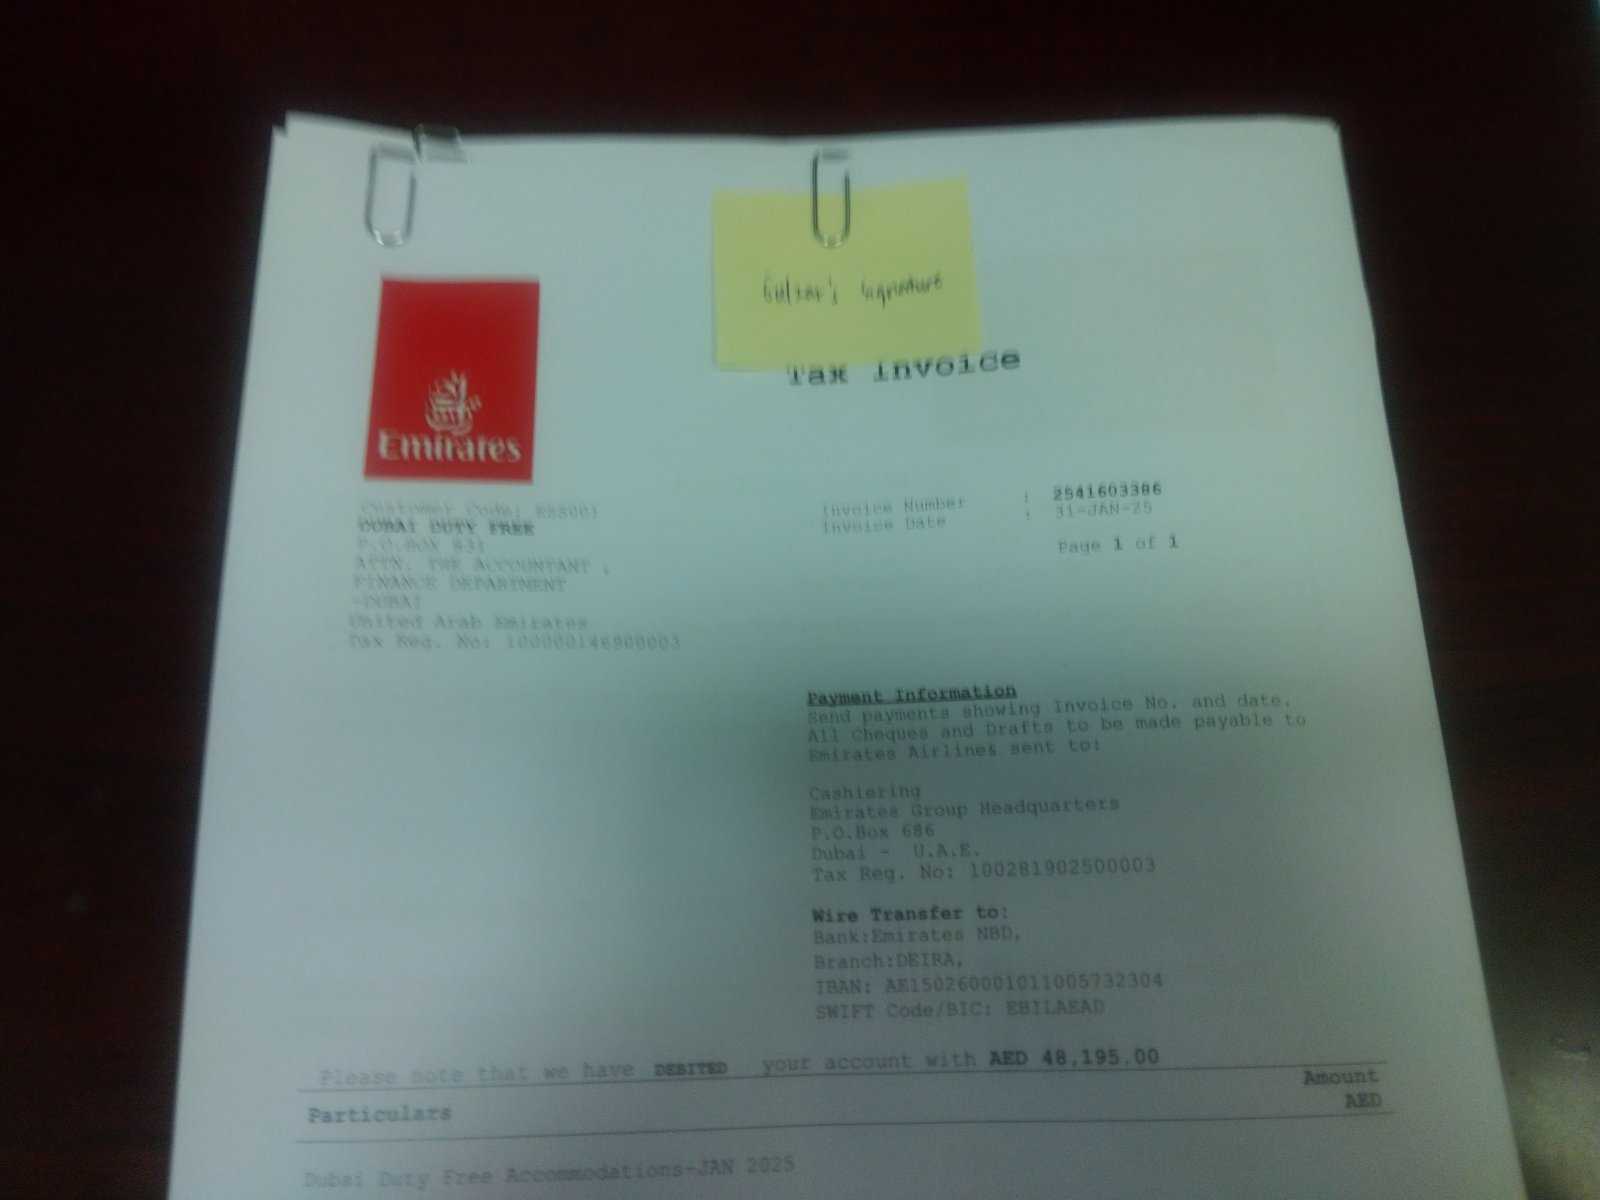 Signature
Tax Invoice
Emirates
Customer Code:
DUBAI DUTY FREE
P.O.BOX 831
ATTN. THE ACCOUNTANT ,
FINANCE DEPARTMENT
-DUBAI
United Arab Emirates
Tax Reg. No: 100000146900003
Invoice Number : 2541603386
Invoice Date : 31-JAN-25
Page 1 of 1
Payment Information
Send payments showing Invoice No. and date.
All Cheques and Drafts to be made payable to
Emirates Airlines sent to:
Cashiering
Emirates Group Headquarters
P.O.Box 686
Dubai - U.A.E.
Tax Reg. No: 100281902500003
Wire Transfer to:
Bank:Emirates NBD,
Branch:DEIRA,
IBAN: AE150260001011005732304
SWIFT Code/BIC: EBILAEAD
Please note that we have DEBITED your account with AED 48,195.00
Particulars Amount
AED
Dubai Duty Free Accommodations-JAN 2025